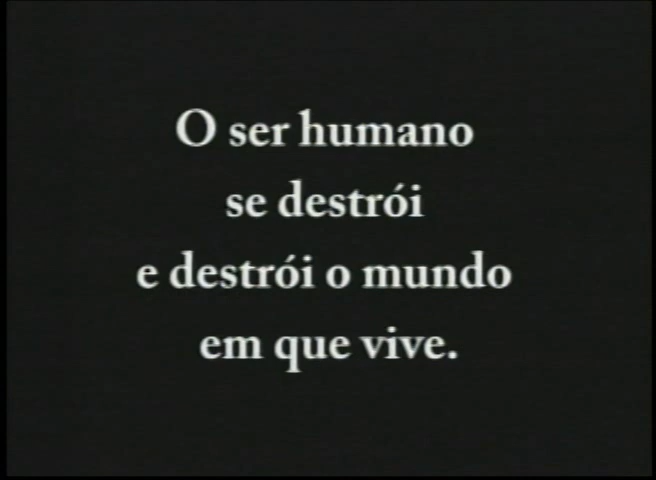 O ser humano
se destrói
e destrói o mundo
em que vive.